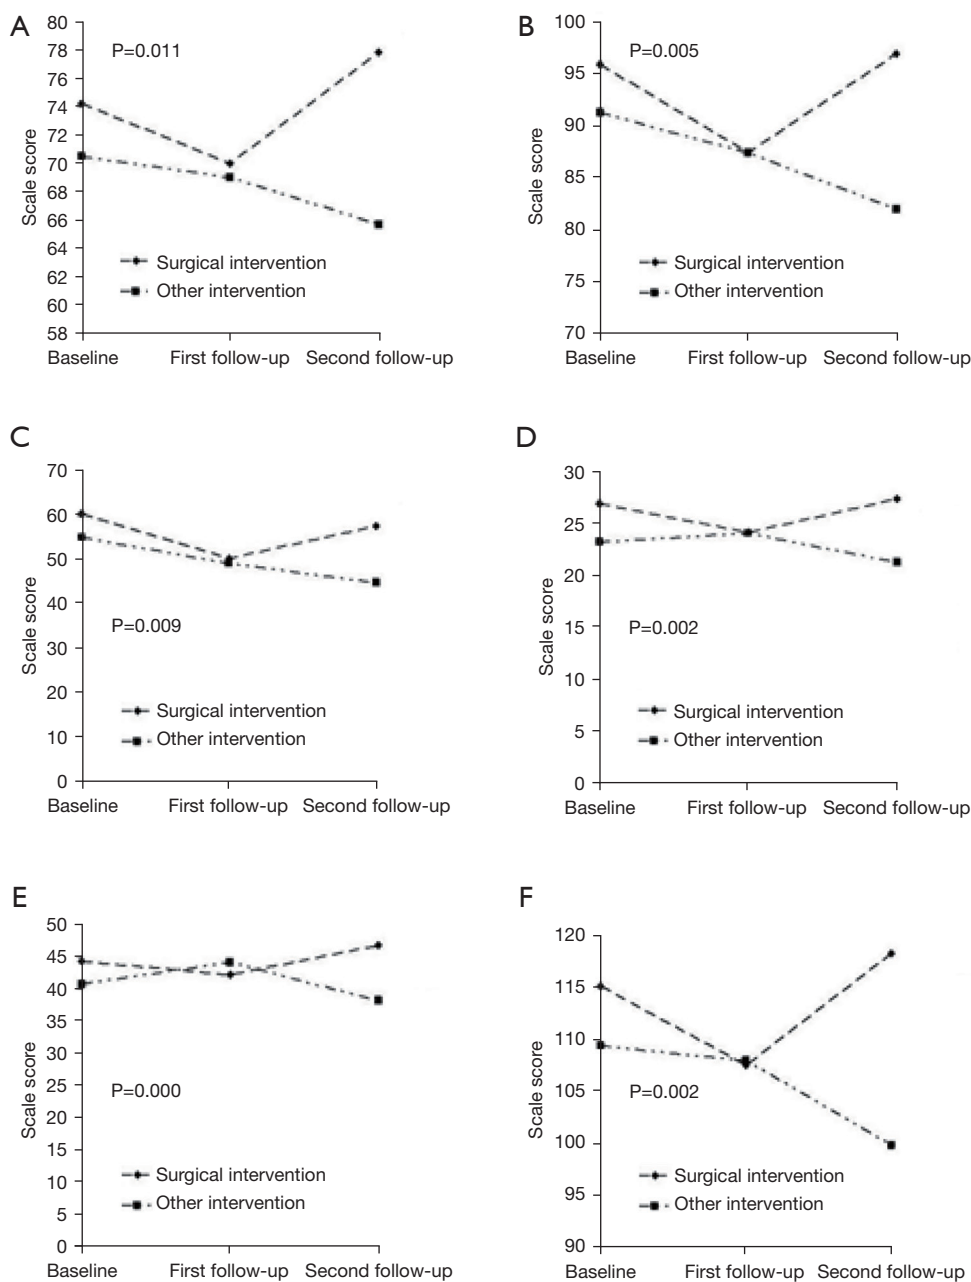 A
80
78
76
74
72
70
68
66
64
62
60
58
Scale score
P=0.011
Surgical intervention
Other intervention
Baseline First follow-up Second follow-up
B
100
95
90
85
80
75
70
Scale score
P=0.005
Surgical intervention
Other intervention
Baseline First follow-up Second follow-up
C
70
60
50
40
30
20
10
0
Scale score
P=0.009
Surgical intervention
Other intervention
Baseline First follow-up Second follow-up
D
30
25
20
15
10
5
0
Scale score
P=0.002
Surgical intervention
Other intervention
Baseline First follow-up Second follow-up
E
50
45
40
35
30
25
20
15
10
5
0
Scale score
P=0.000
Surgical intervention
Other intervention
Baseline First follow-up Second follow-up
F
120
115
110
105
100
95
90
Scale score
P=0.002
Surgical intervention
Other intervention
Baseline First follow-up Second follow-up